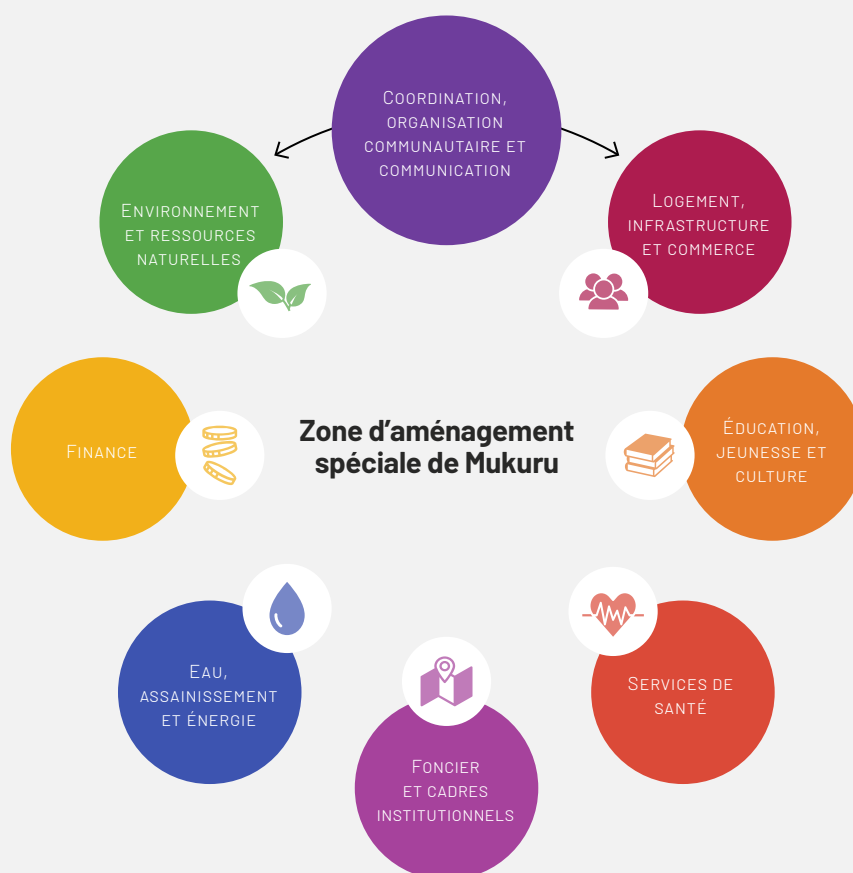 Coordination,
organisation
communautaire et
communication
Environnement
et ressources
naturelles
Logement,
infrastructure
et commerce
Finance
Zone d'aménagement
spéciale de Mukuru
Éducation,
jeunesse et
culture
Eau,
assainissement
et énergie
Services de
santé
Foncier
et cadres
institutionnels